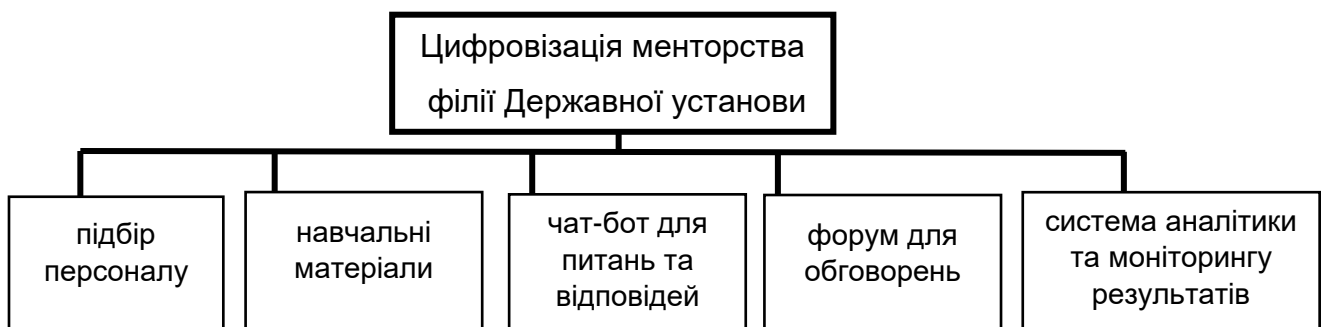 Цифровізація менторства
філії Державної установи
підбір
персоналу
навчальні
матеріали
чат-бот для
питань та
відповідей
форум для
обговорень
система аналітики
та моніторингу
результатів